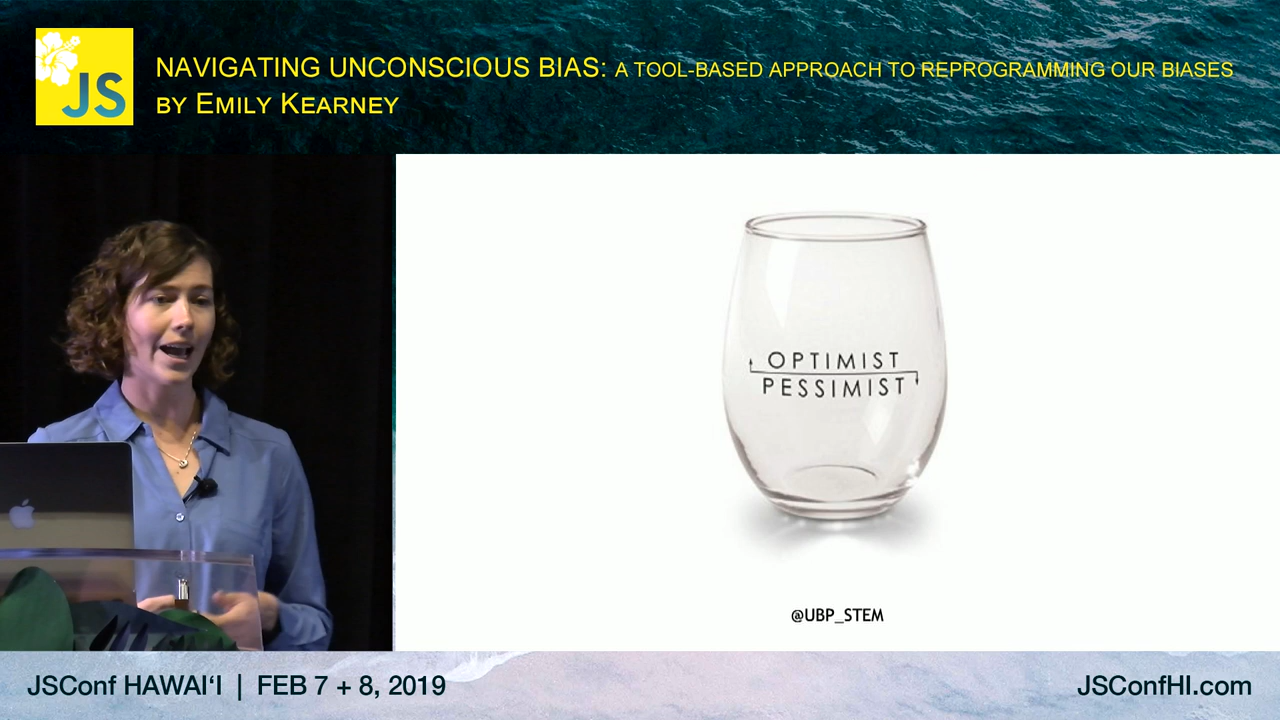 JS
NAVIGATING UNCONSCIOUS BIAS: A TOOL-BASED APPROACH TO REPROGRAMMING OUR BIASES
BY EMILY KEARNEY
OPTIMIST
PESSIMIST
@UBP_STEM
JSConf HAWAIʻI | FEB 7 + 8, 2019
JSConfHI.com